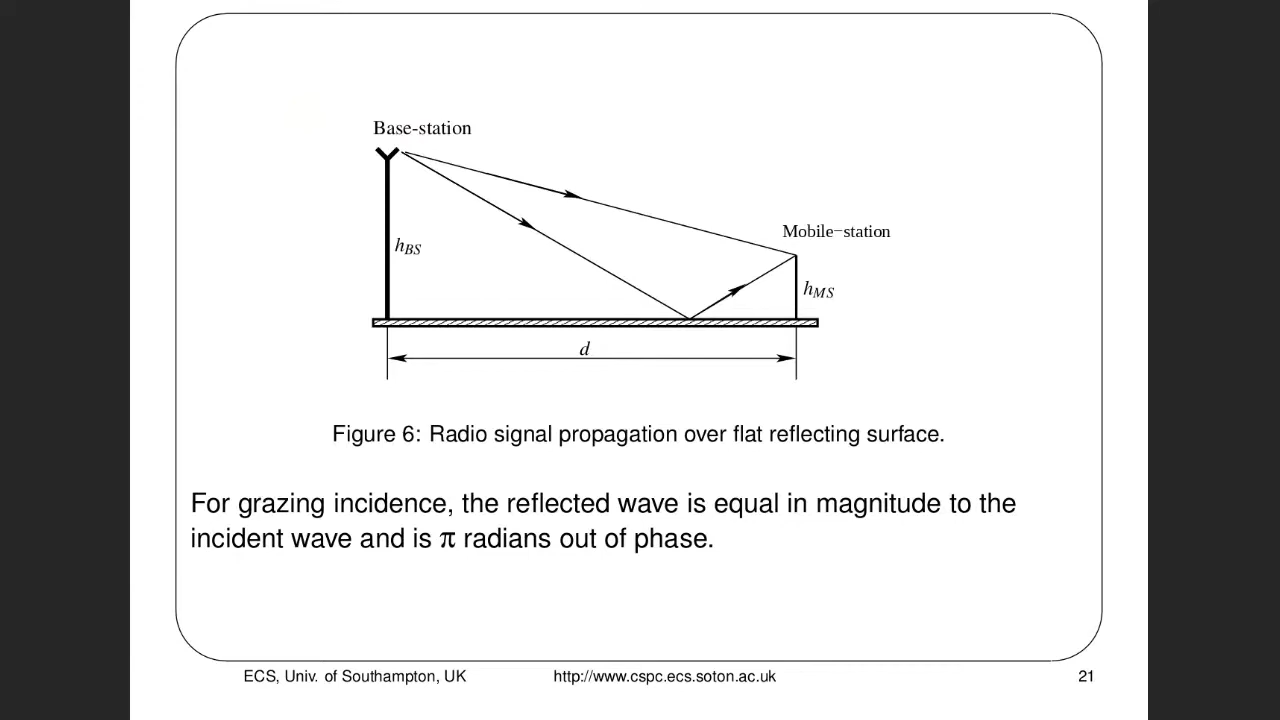 Base-station
Mobile−station
hBS
hMS
d
Figure 6: Radio signal propagation over flat reflecting surface.
For grazing incidence, the reflected wave is equal in magnitude to the
incident wave and is π radians out of phase.
ECS, Univ. of Southampton, UK http://www.cspc.ecs.soton.ac.uk 21